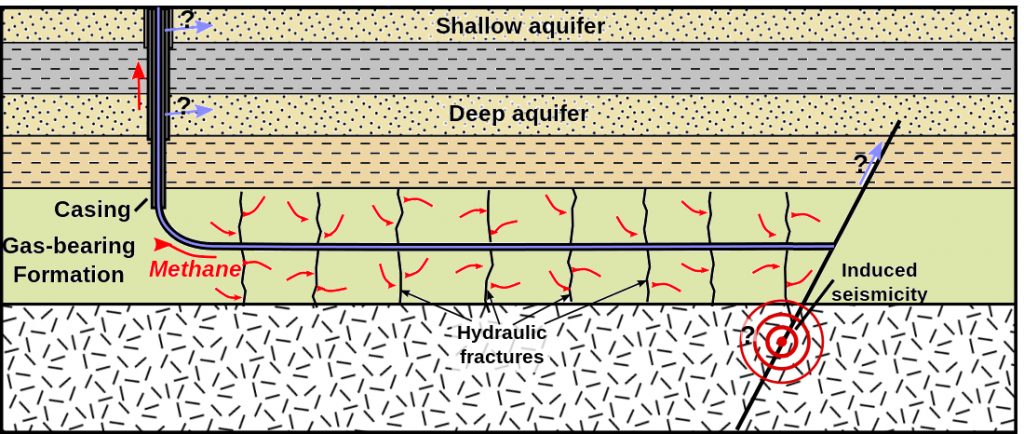 ?
Shallow aquifer
?
Deep aquifer
?
Casing
Gas-bearing
Formation
Methane
Induced
seismicity
?
Hydraulic
fractures